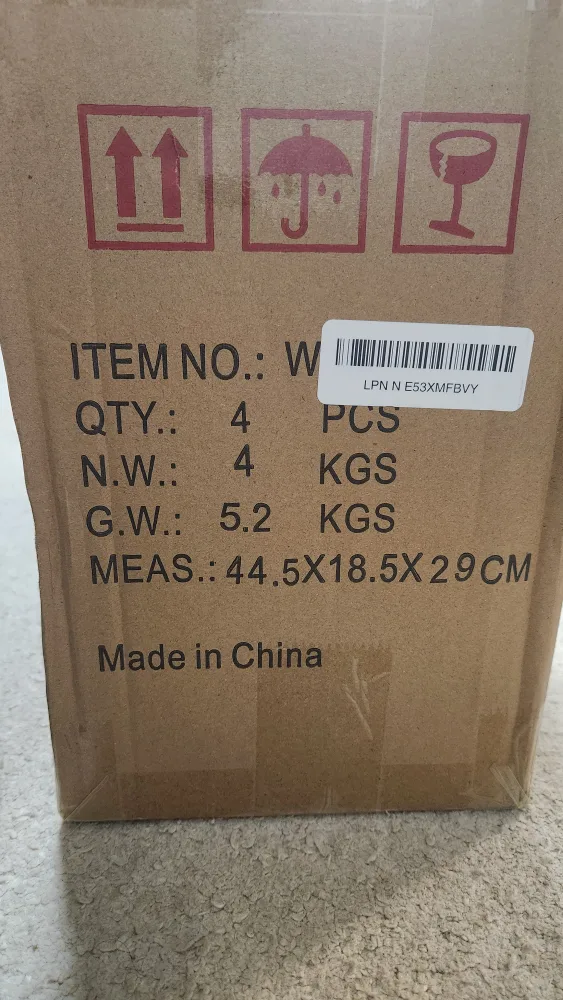 ITEM NO.: W
LPN N E53XMFBVY
QTY.: 4 PCS
N.W.: 4 KGS
G.W.: 5.2 KGS
MEAS.: 44.5X18.5X29CM
Made in China